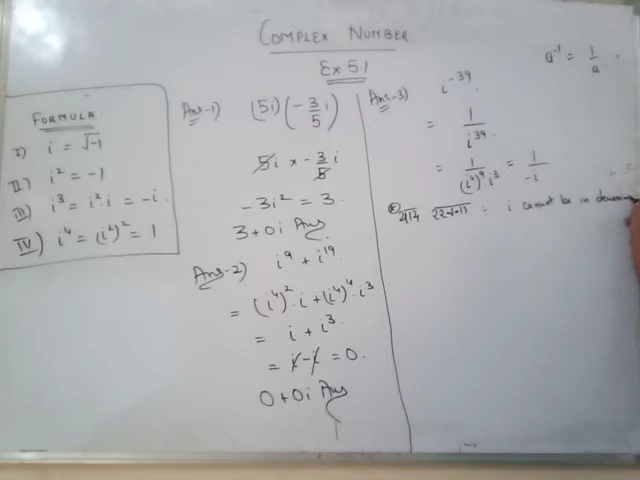 COMPLEX NUMBER
Ex 5.1
FORMULA
I) i = √-1
II) i² = -1
III) i³ = i².i = -i
IV) i⁴ = (i²)² = 1
Ans-1) (5i)(-3/5 i)
5i × -3/5 i
-3i² = 3.
3+0i Ans
Ans-2) i⁹ + i¹⁹
= (i⁴)².i + (i⁴)⁴.i³
= i + i³.
= i - i = 0.
0+0i Ans
a⁻¹ = 1/a
Ans-3) i⁻³⁹
= 1/i³⁹
= 1/(i⁴)⁹.i³ = 1/-i
याद रखना : i cannot be in